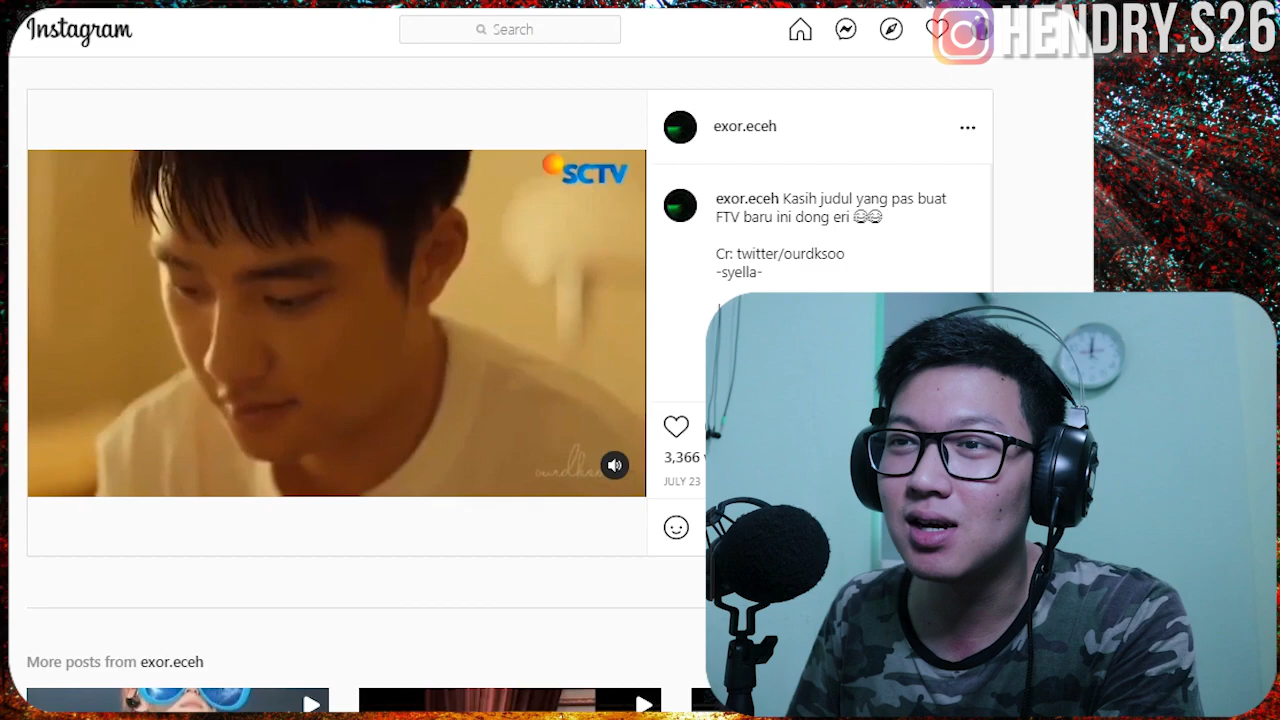 Instagram
Search
HENDRY.S26
exor.eceh
SCTV
exor.eceh Kasih judul yang pas buat
FTV baru ini dong eri 😂😂
Cr: twitter/ourdksoo
-syella-
3,366
JULY 23
More posts from exor.eceh